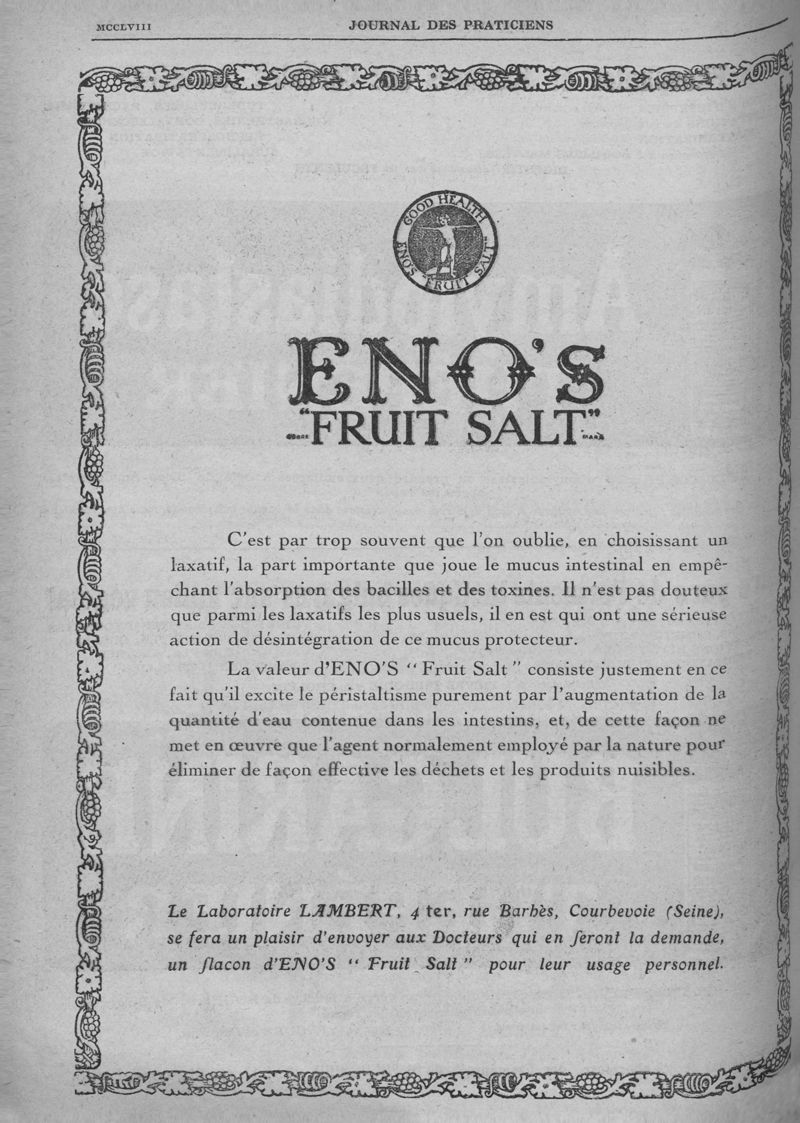 MCCLVIII JOURNAL DES PRATICIENS
GOOD HEALTH
ENO'S "FRUIT SALT"
ENO'S
"FRUIT SALT"
C'est par trop souvent que l'on oublie, en choisissant un
laxatif, la part importante que joue le mucus intestinal en empê-
chant l'absorption des bacilles et des toxines. Il n'est pas douteux
que parmi les laxatifs les plus usuels, il en est qui ont une sérieuse
action de désintégration de ce mucus protecteur.
La valeur d'ENO'S “ Fruit Salt ” consiste justement en ce
fait qu'il excite le péristaltisme purement par l'augmentation de la
quantité d'eau contenue dans les intestins, et, de cette façon ne
met en œuvre que l'agent normalement employé par la nature pour
éliminer de façon effective les déchets et les produits nuisibles.
Le Laboratoire LAMBERT, 4 ter, rue Barbès, Courbevoie (Seine),
se fera un plaisir d'envoyer aux Docteurs qui en feront la demande,
un flacon d'ENO'S “ Fruit Salt ” pour leur usage personnel.